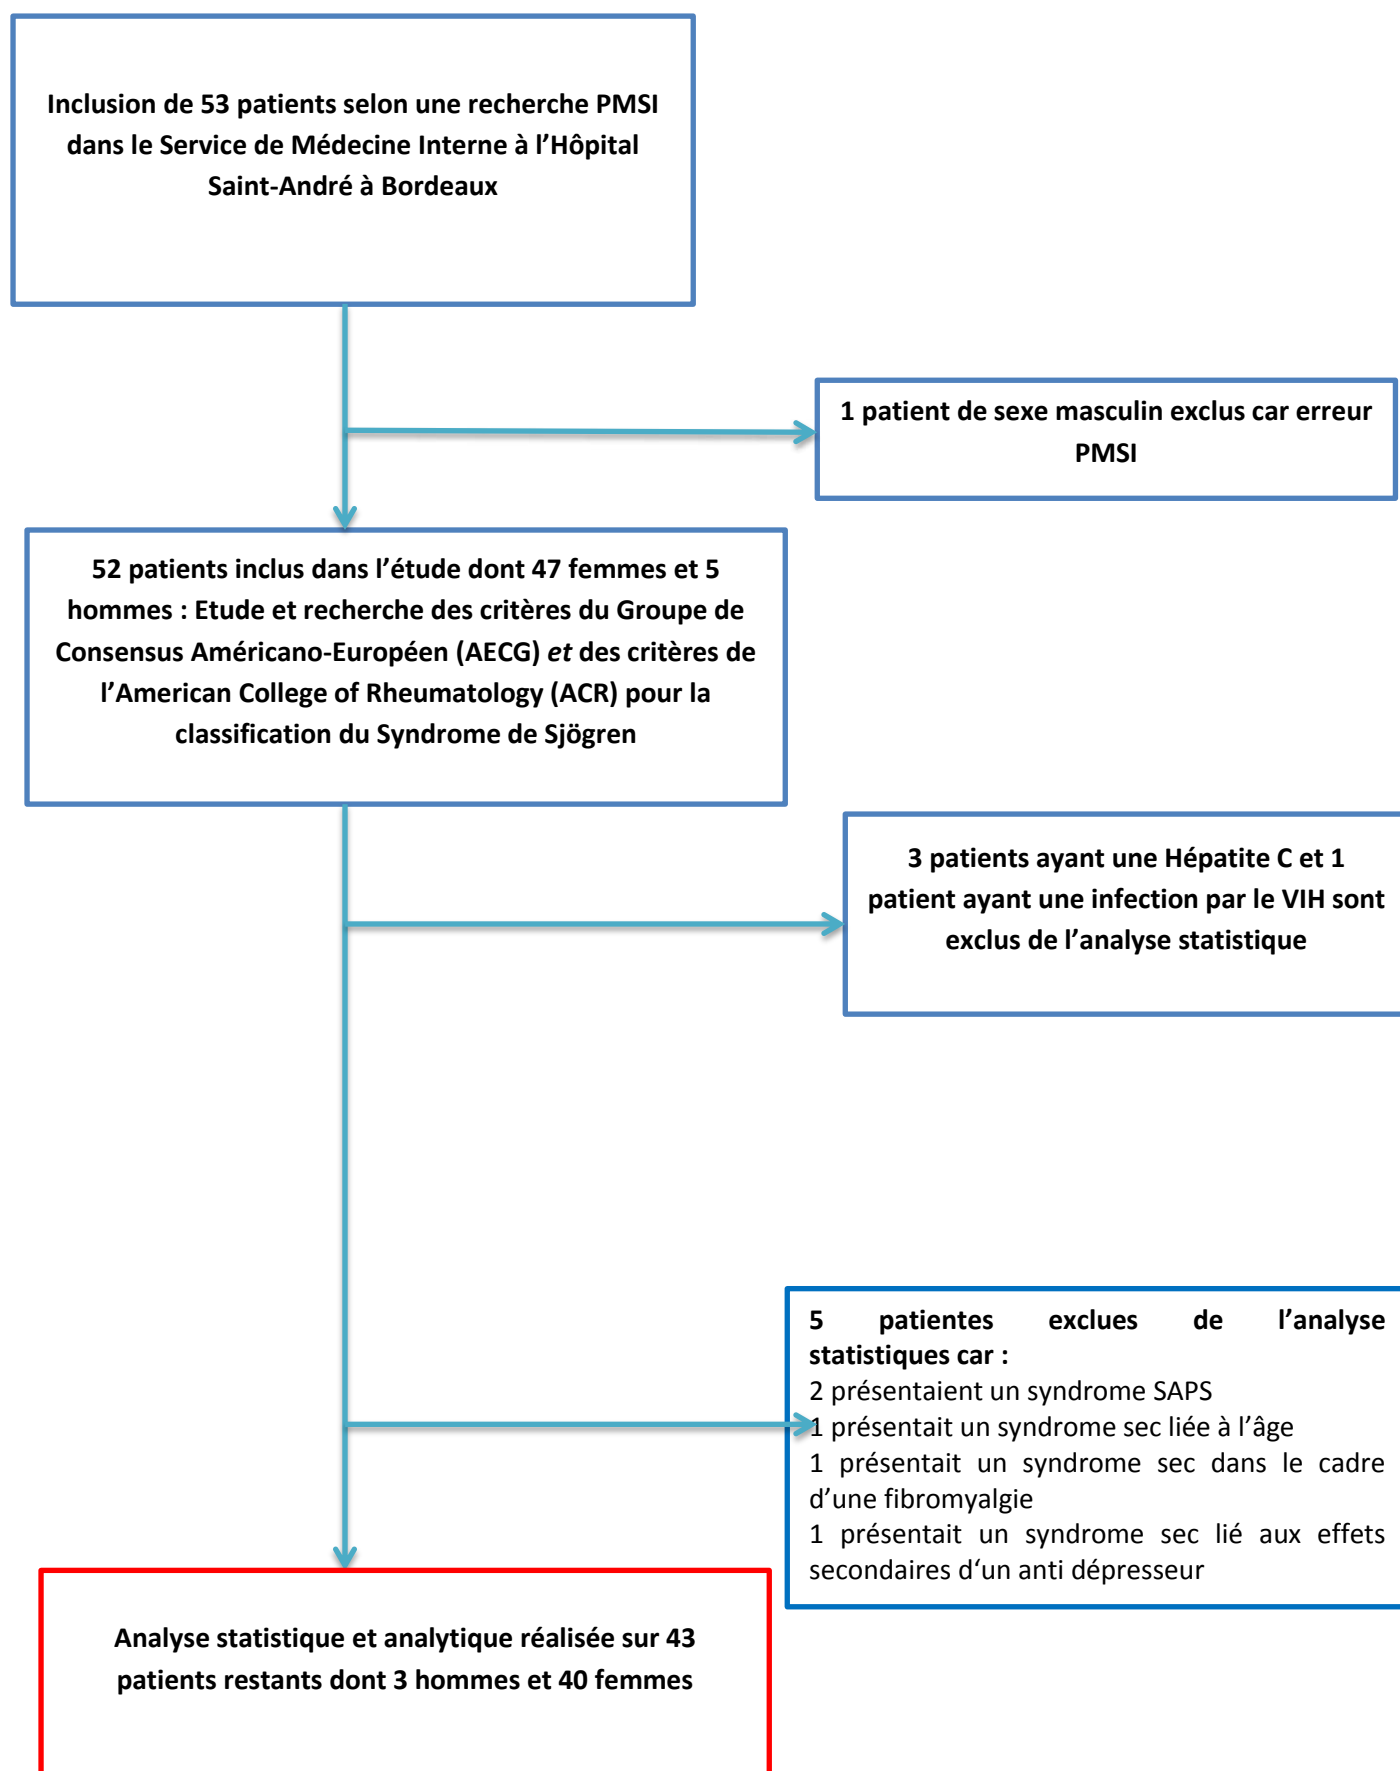 Inclusion de 53 patients selon une recherche PMSI
dans le Service de Médecine Interne à l’Hôpital
Saint-André à Bordeaux
1 patient de sexe masculin exclus car erreur
PMSI
52 patients inclus dans l’étude dont 47 femmes et 5
hommes : Etude et recherche des critères du Groupe de
Consensus Américano-Européen (AECG) et des critères de
l’American College of Rheumatology (ACR) pour la
classification du Syndrome de Sjögren
3 patients ayant une Hépatite C et 1
patient ayant une infection par le VIH sont
exclus de l’analyse statistique
5 patientes exclues de l’analyse
statistiques car :
2 présentaient un syndrome SAPS
1 présentait un syndrome sec liée à l’âge
1 présentait un syndrome sec dans le cadre
d’une fibromyalgie
1 présentait un syndrome sec lié aux effets
secondaires d‘un anti dépresseur
Analyse statistique et analytique réalisée sur 43
patients restants dont 3 hommes et 40 femmes